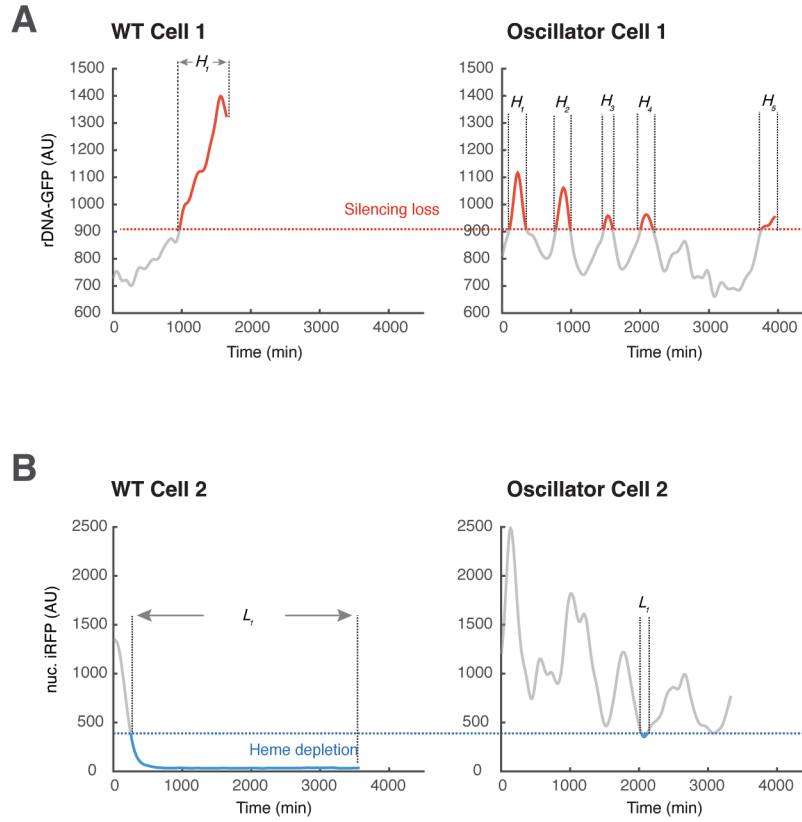 A
WT Cell 1
Oscillator Cell 1
H1
1500
1400
1300
1200
1100
1000
900
800
700
600
rDNA-GFP (AU)
Silencing loss
0
1000
2000
3000
4000
Time (min)
H1
H2
H3
H4
H5
1500
1400
1300
1200
1100
1000
900
800
700
600
0
1000
2000
3000
4000
Time (min)
B
WT Cell 2
Oscillator Cell 2
2500
2000
1500
1000
500
0
nuc. iRFP (AU)
L1
Heme depletion
0
1000
2000
3000
4000
Time (min)
2500
2000
1500
1000
500
0
L1
0
1000
2000
3000
4000
Time (min)